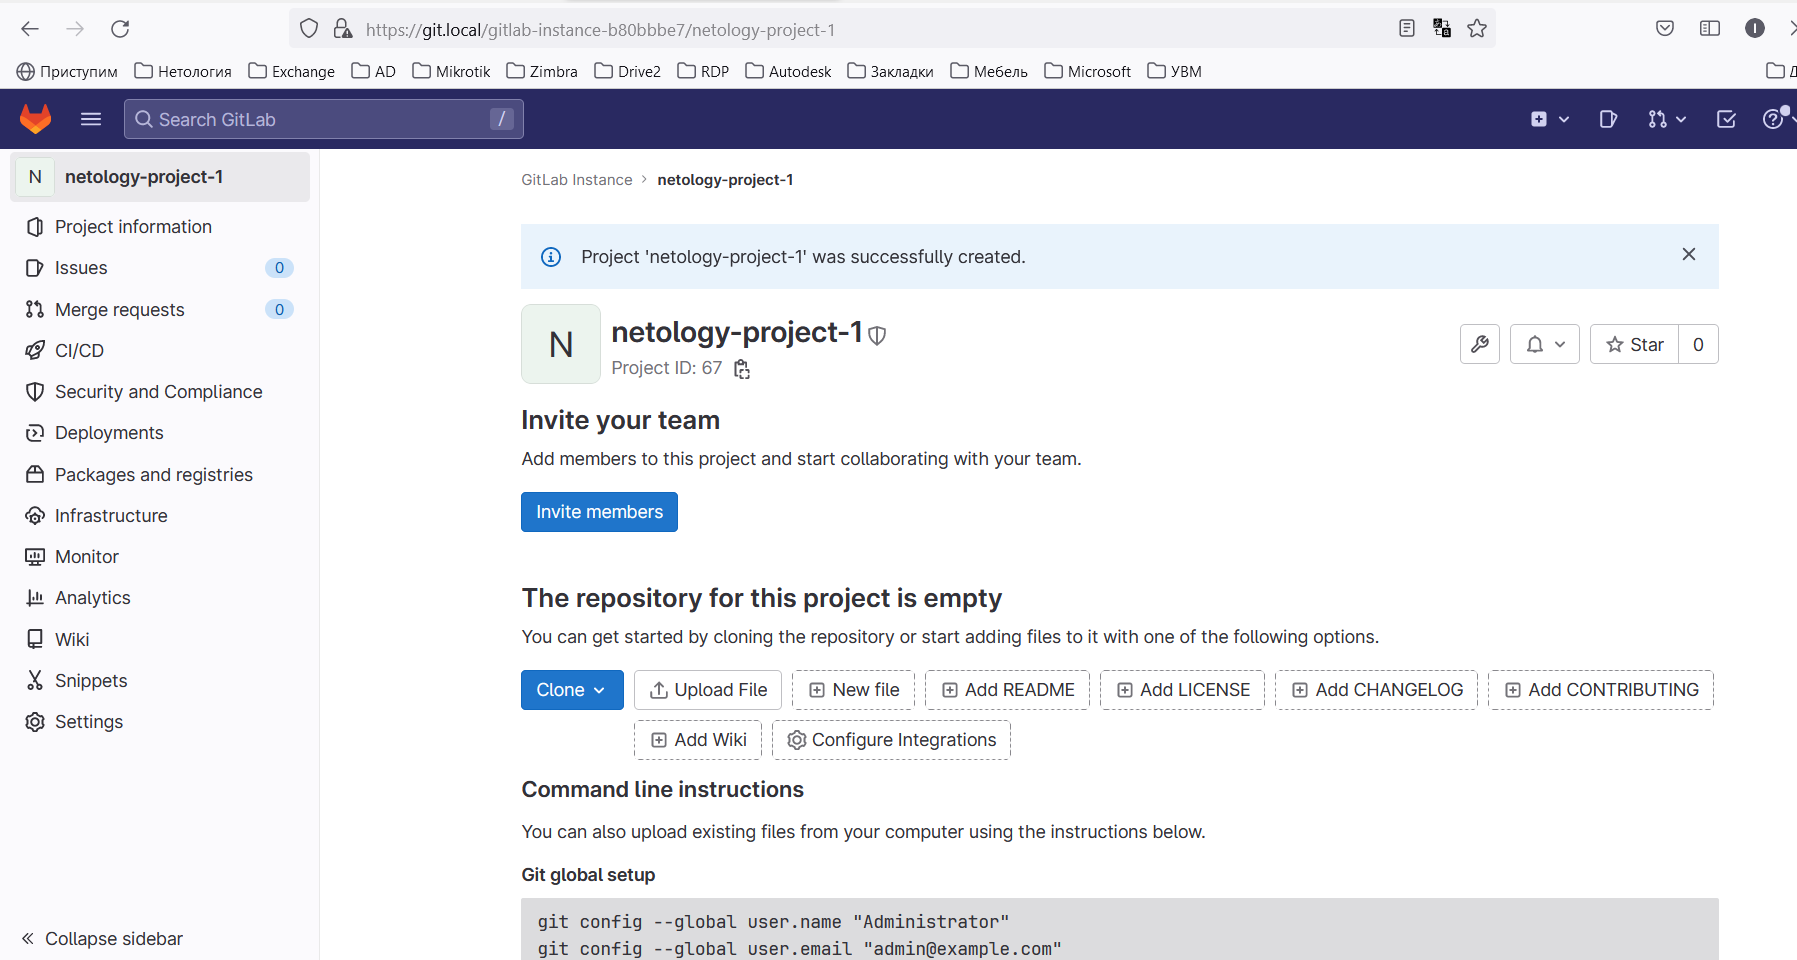 https://git.local/gitlab-instance-b80bbbe7/netology-project-1
Приступим Нетология Exchange AD Mikrotik Zimbra Drive2 RDP Autodesk Закладки Мебель Microsoft УВМ
Search GitLab /
N netology-project-1
Project information
Issues 0
Merge requests 0
CI/CD
Security and Compliance
Deployments
Packages and registries
Infrastructure
Monitor
Analytics
Wiki
Snippets
Settings
Collapse sidebar
GitLab Instance > netology-project-1
Project 'netology-project-1' was successfully created.
N
netology-project-1
Project ID: 67
Star 0
Invite your team
Add members to this project and start collaborating with your team.
Invite members
The repository for this project is empty
You can get started by cloning the repository or start adding files to it with one of the following options.
Clone Upload File New file Add README Add LICENSE Add CHANGELOG Add CONTRIBUTING
Add Wiki Configure Integrations
Command line instructions
You can also upload existing files from your computer using the instructions below.
Git global setup
git config --global user.name "Administrator"
git config --global user.email "admin@example.com"